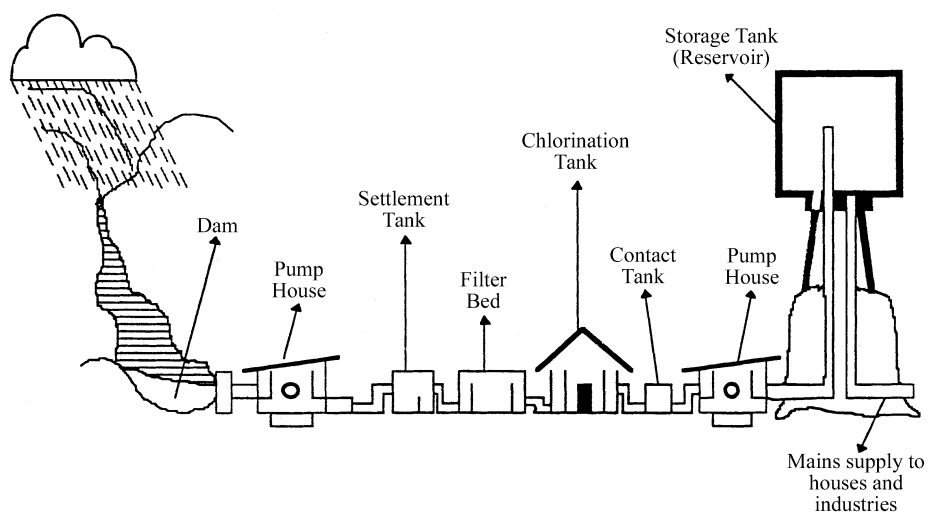 Storage Tank
(Reservoir)
Chlorination
Tank
Settlement
Tank
Dam
Pump
House
Filter
Bed
Contact
Tank
Pump
House
Mains supply to
houses and
industries